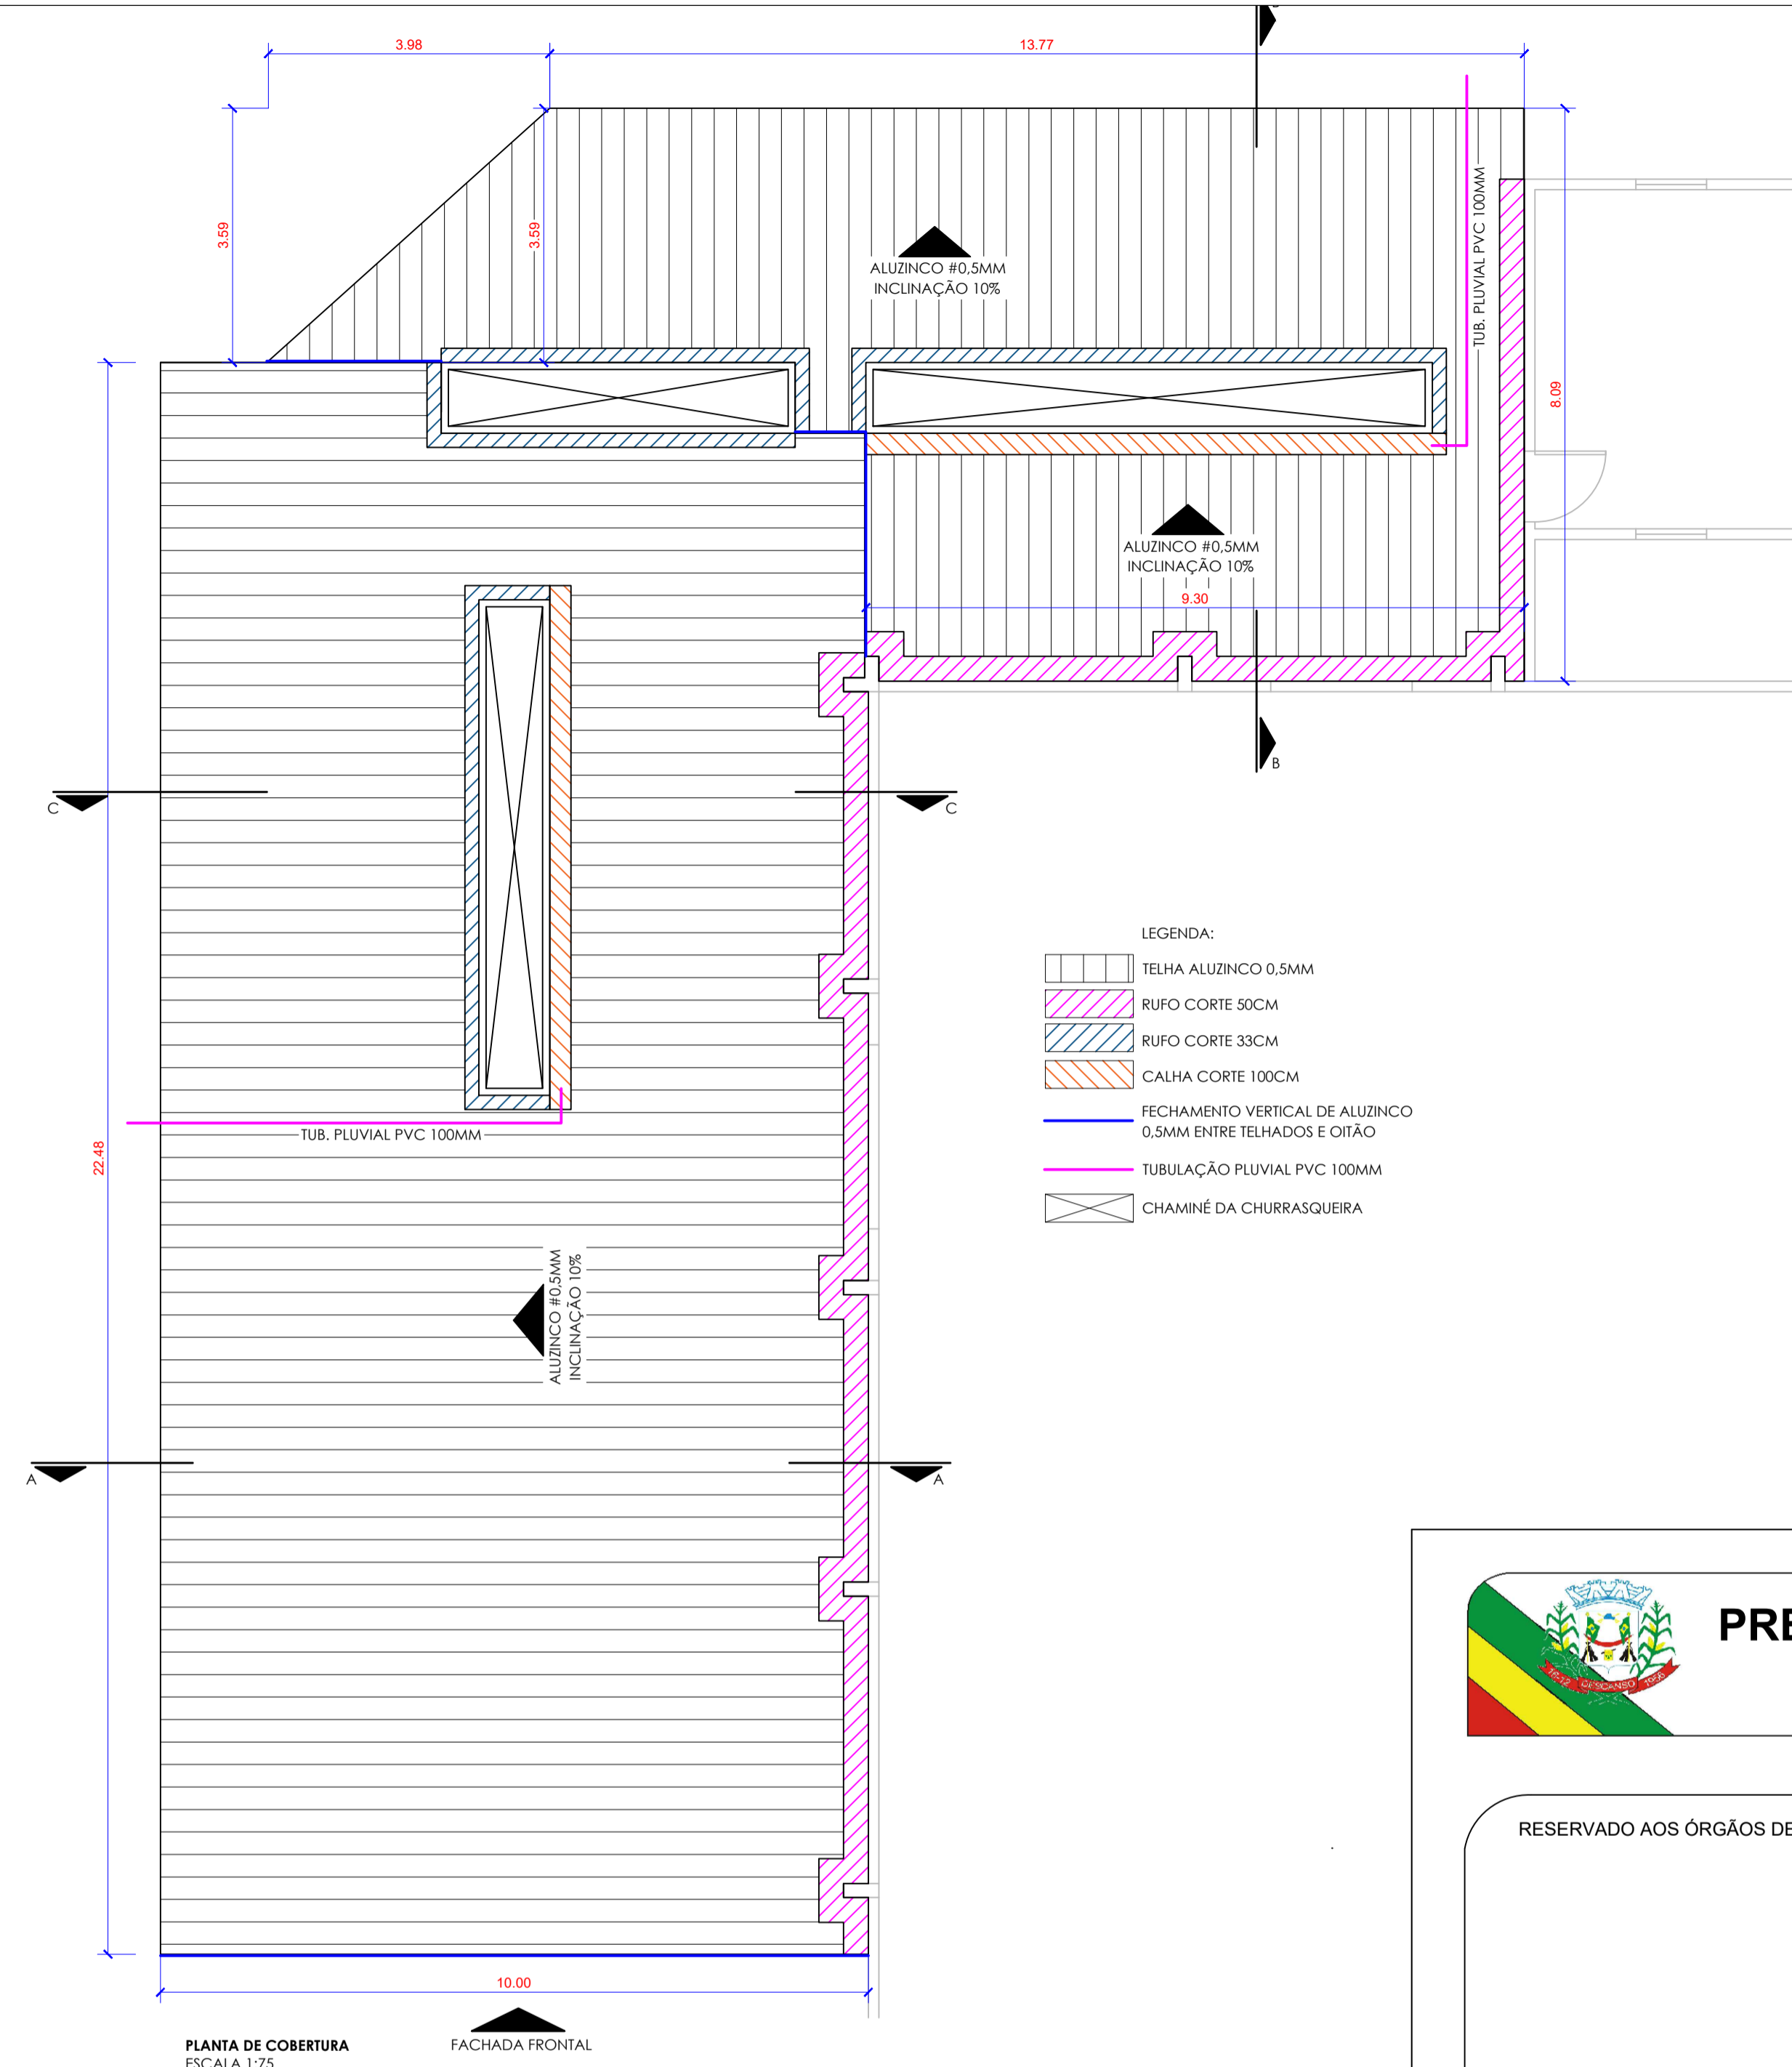 3.98
13.77
3.59
3.59
TUB. PLUVIAL PVC 100MM
ALUZINCO #0,5MM
INCLINAÇÃO 10%
8.09
ALUZINCO #0,5MM
INCLINAÇÃO 10%
9.30
B
C
C
LEGENDA:
TELHA ALUZINCO 0,5MM
RUFO CORTE 50CM
RUFO CORTE 33CM
CALHA CORTE 100CM
FECHAMENTO VERTICAL DE ALUZINCO
0,5MM ENTRE TELHADOS E OITÃO
TUBULAÇÃO PLUVIAL PVC 100MM
CHAMINÉ DA CHURRASQUEIRA
TUB. PLUVIAL PVC 100MM
22.48
ALUZINCO #0,5MM
INCLINAÇÃO 10%
A
A
PRE
DESCANSO 1956
RESERVADO AOS ÓRGÃOS DE
10.00
FACHADA FRONTAL
PLANTA DE COBERTURA
ESCALA 1:75